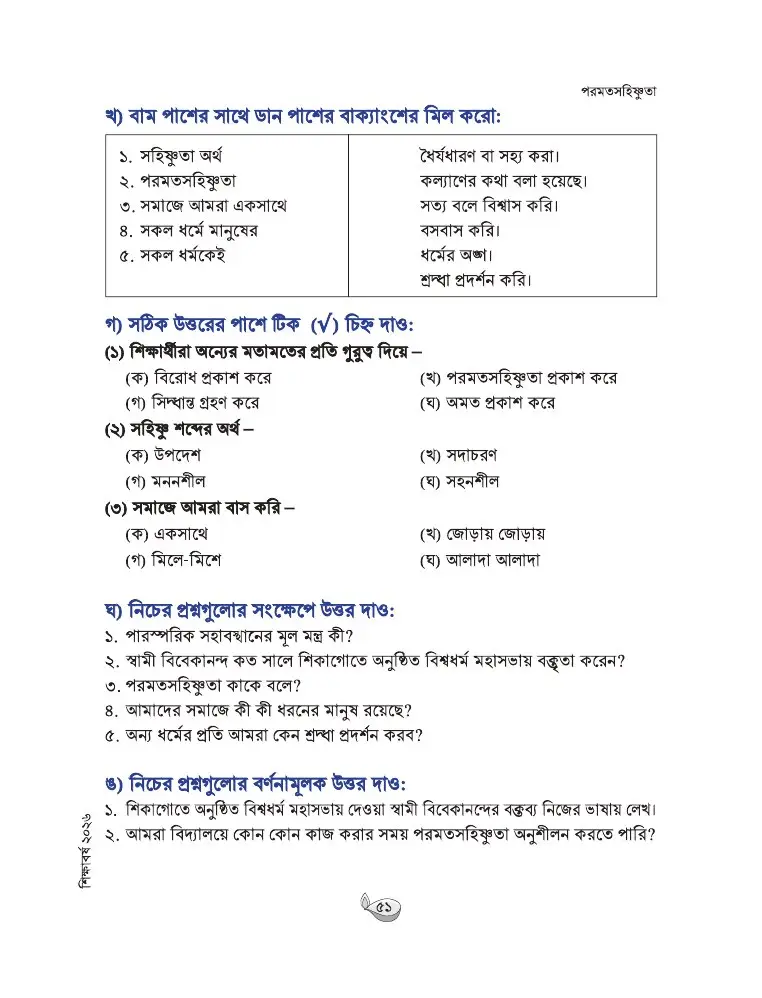 পরমতসহিষ্ণুতা
খ) বাম পাশের সাথে ডান পাশের বাক্যাংশের মিল করো:
১. সহিষ্ণুতা অর্থ
২. পরমতসহিষ্ণুতা
৩. সমাজে আমরা একসাথে
৪. সকল ধর্মে মানুষের
৫. সকল ধর্মকেই
ধৈর্যধারণ বা সহ্য করা।
কল্যাণের কথা বলা হয়েছে।
সত্য বলে বিশ্বাস করি।
বসবাস করি।
ধর্মের অঙ্গ।
শ্রদ্ধা প্রদর্শন করি।
গ) সঠিক উত্তরের পাশে টিক (√) চিহ্ন দাও:
(১) শিক্ষার্থীরা অন্যের মতামতের প্রতি গুরুত্ব দিয়ে –
(ক) বিরোধ প্রকাশ করে (খ) পরমতসহিষ্ণুতা প্রকাশ করে
(গ) সিদ্ধান্ত গ্রহণ করে (ঘ) অমত প্রকাশ করে
(২) সহিষ্ণু শব্দের অর্থ –
(ক) উপদেশ (খ) সদাচরণ
(গ) মননশীল (ঘ) সহনশীল
(৩) সমাজে আমরা বাস করি –
(ক) একসাথে (খ) জোড়ায় জোড়ায়
(গ) মিলে-মিশে (ঘ) আলাদা আলাদা
ঘ) নিচের প্রশ্নগুলোর সংক্ষেপে উত্তর দাও:
১. পারস্পরিক সহাবস্থানের মূল মন্ত্র কী?
২. স্বামী বিবেকানন্দ কত সালে শিকাগোতে অনুষ্ঠিত বিশ্বধর্ম মহাসভায় বক্তৃতা করেন?
৩. পরমতসহিষ্ণুতা কাকে বলে?
৪. আমাদের সমাজে কী কী ধরনের মানুষ রয়েছে?
৫. অন্য ধর্মের প্রতি আমরা কেন শ্রদ্ধা প্রদর্শন করব?
ঙ) নিচের প্রশ্নগুলোর বর্ণনামূলক উত্তর দাও:
১. শিকাগোতে অনুষ্ঠিত বিশ্বধর্ম মহাসভায় দেওয়া স্বামী বিবেকানন্দের বক্তব্য নিজের ভাষায় লেখ।
২. আমরা বিদ্যালয়ে কোন কোন কাজ করার সময় পরমতসহিষ্ণুতা অনুশীলন করতে পারি?
শিক্ষাবর্ষ ২০২৬
৫১